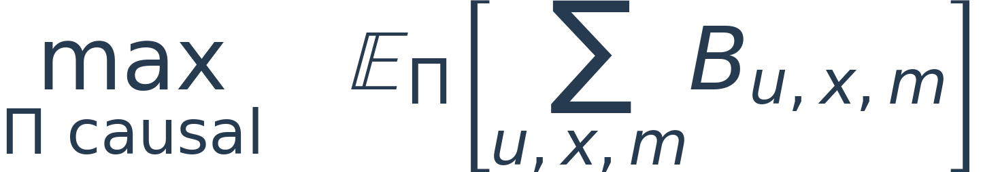 max 𝔼_Π [ ∑ B_{u,x,m} ]
Π causal u,x,m